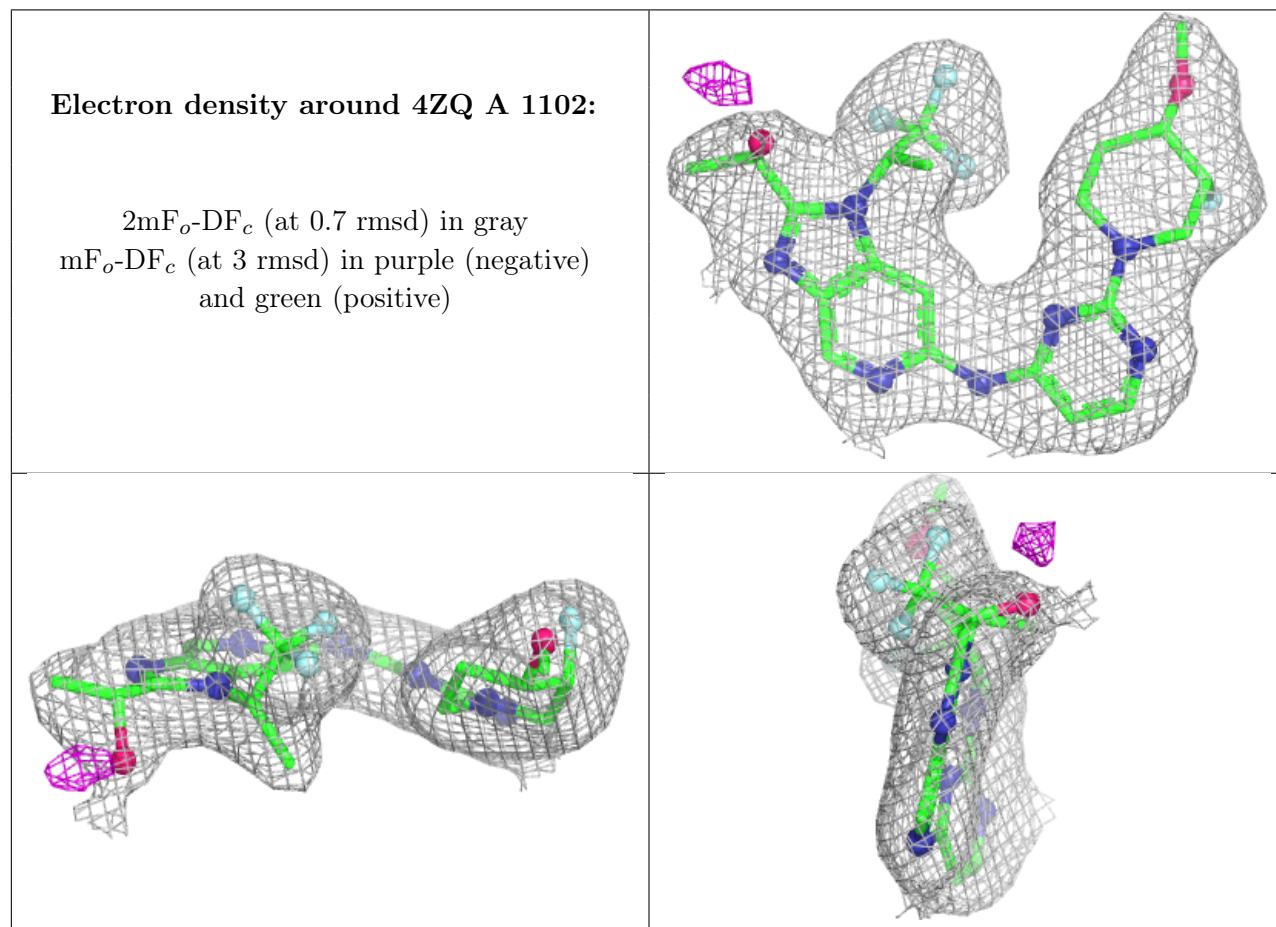 Electron density around 4ZQ A 1102:
2mFo-DFc (at 0.7 rmsd) in gray
mFo-DFc (at 3 rmsd) in purple (negative)
and green (positive)